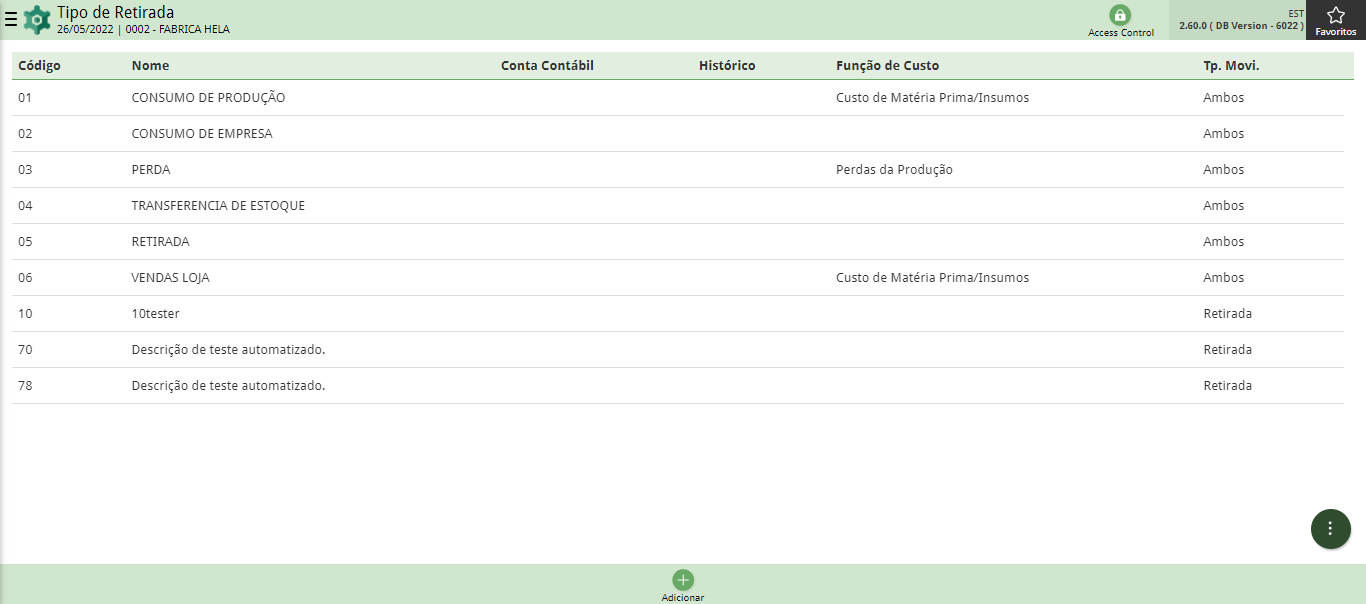 Tipo de Retirada
26/05/2022 | 0002 - FABRICA HELA
Access Control
EST
2.60.0 ( DB Version - 6022 )
Favoritos
Código Nome Conta Contábil Histórico Função de Custo Tp. Movi.
01 CONSUMO DE PRODUÇÃO Custo de Matéria Prima/Insumos Ambos
02 CONSUMO DE EMPRESA Ambos
03 PERDA Perdas da Produção Ambos
04 TRANSFERENCIA DE ESTOQUE Ambos
05 RETIRADA Ambos
06 VENDAS LOJA Custo de Matéria Prima/Insumos Ambos
10 10tester Retirada
70 Descrição de teste automatizado. Retirada
78 Descrição de teste automatizado. Retirada
Adicionar